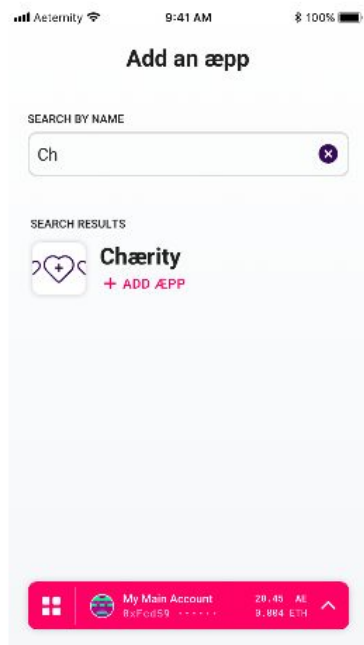 Aeternity 9:41 AM 100%
Add an æpp
SEARCH BY NAME
Ch
SEARCH RESULTS
Chærity
+ ADD ÆPP
My Main Account 20.45 AE
0xFcd59 ······ 9.004 ETH